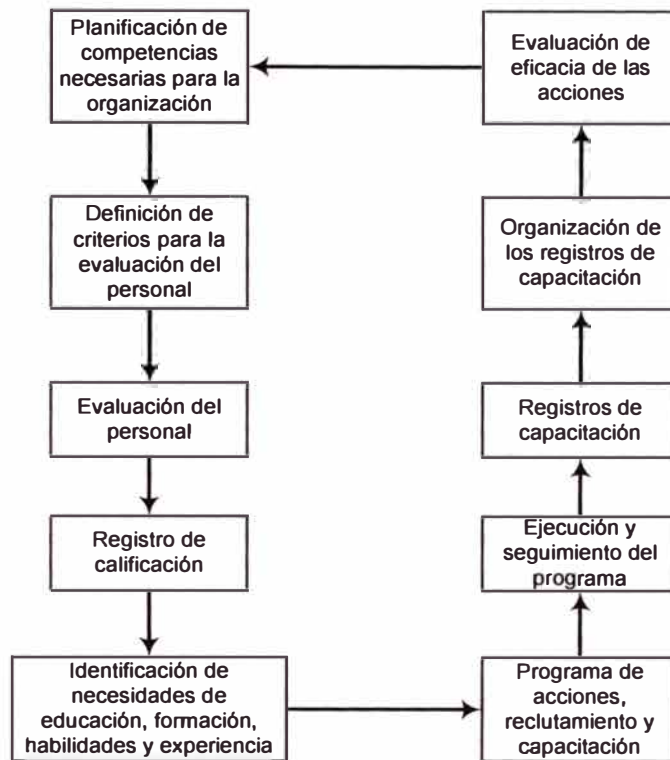 Planificación de
competencias
necesarias para la
organización
Definición de
criterios para la
evaluación del
personal
Evaluación del
personal
Registro de
calificación
Identificación de
necesidades de
educación, formación,
habilidades y experiencia
Programa de
acciones,
reclutamiento y
capacitación
Ejecución y
seguimiento del
programa
Registros de
capacitación
Organización de
los registros de
capacitación
Evaluación de
eficacia de las
acciones